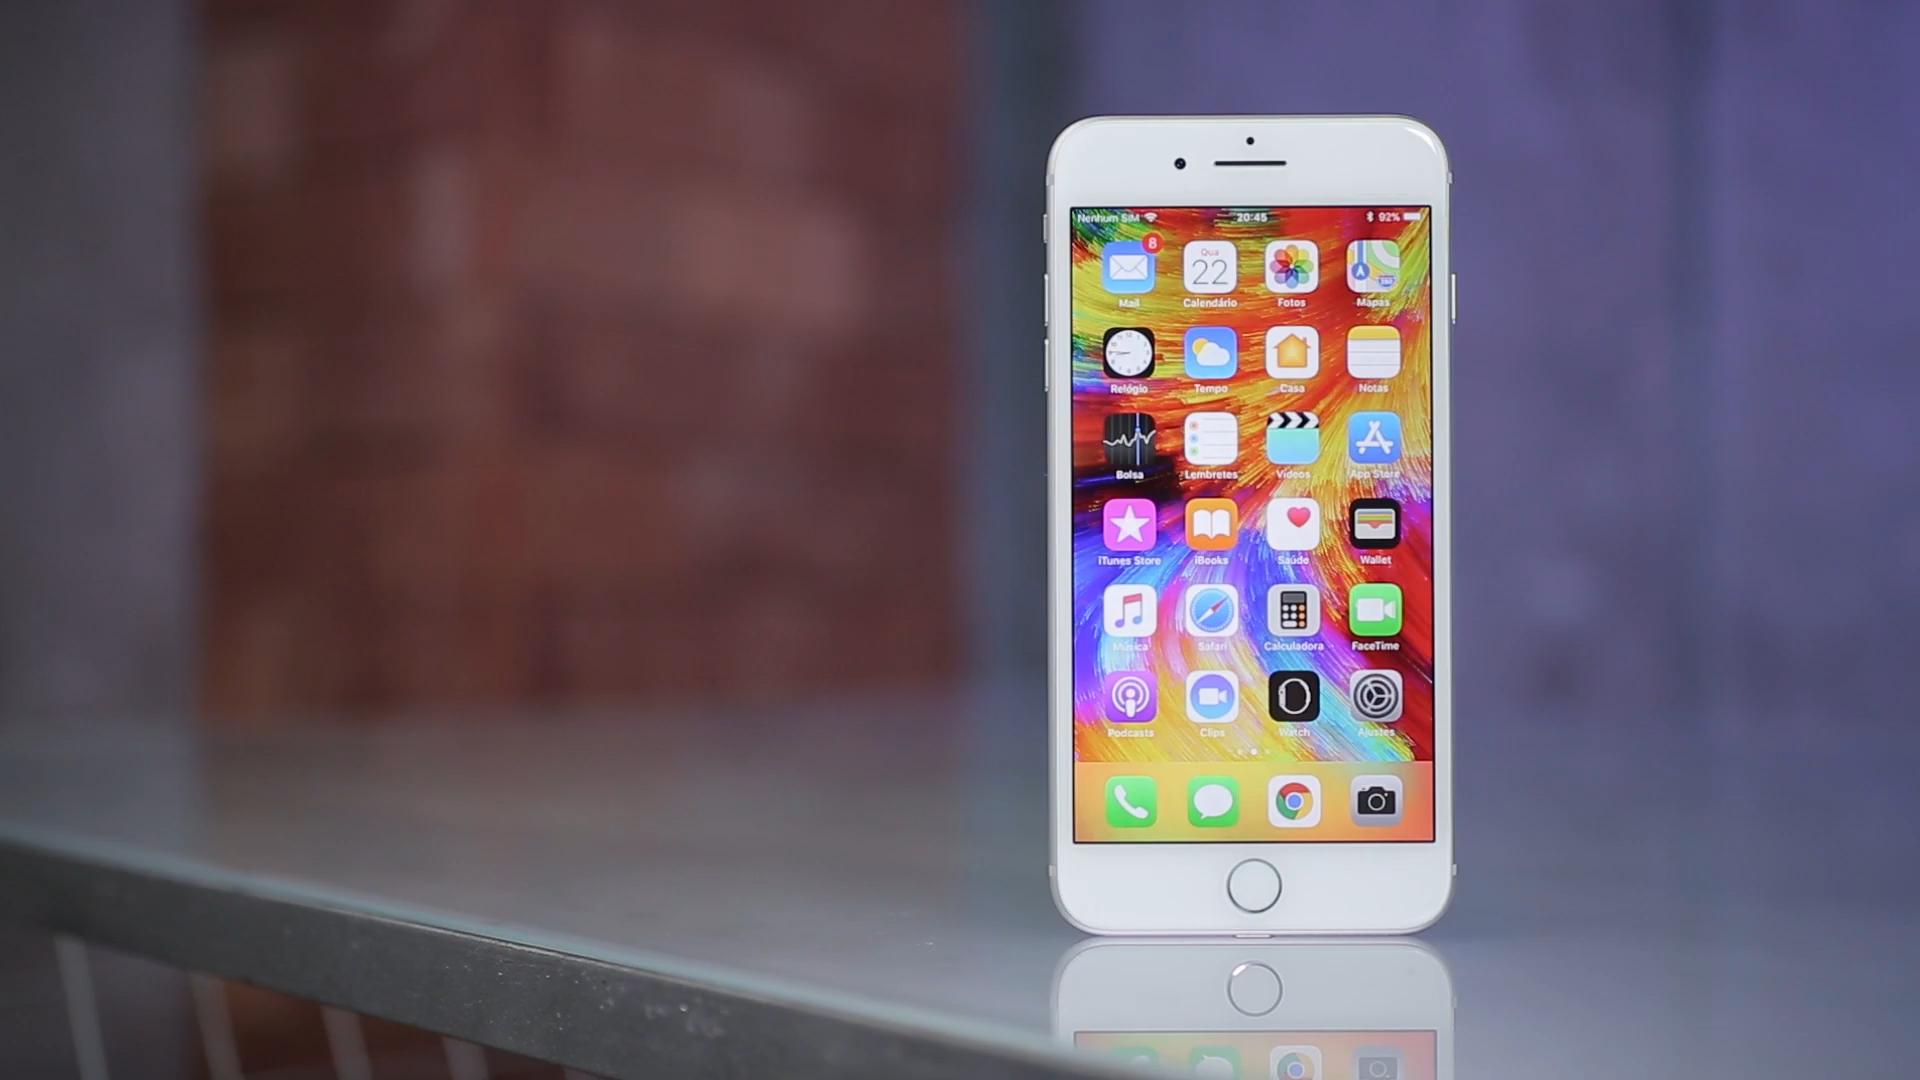 Nenhum SIM 20:45 92%
8
Qua
22
Mail Calendário Fotos Mapas
Relógio Tempo Casa Notas
Bolsa Lembretes Vídeos App Store
iTunes Store iBooks Saúde Wallet
Música Safari Calculadora FaceTime
Podcasts Clips Watch Ajustes